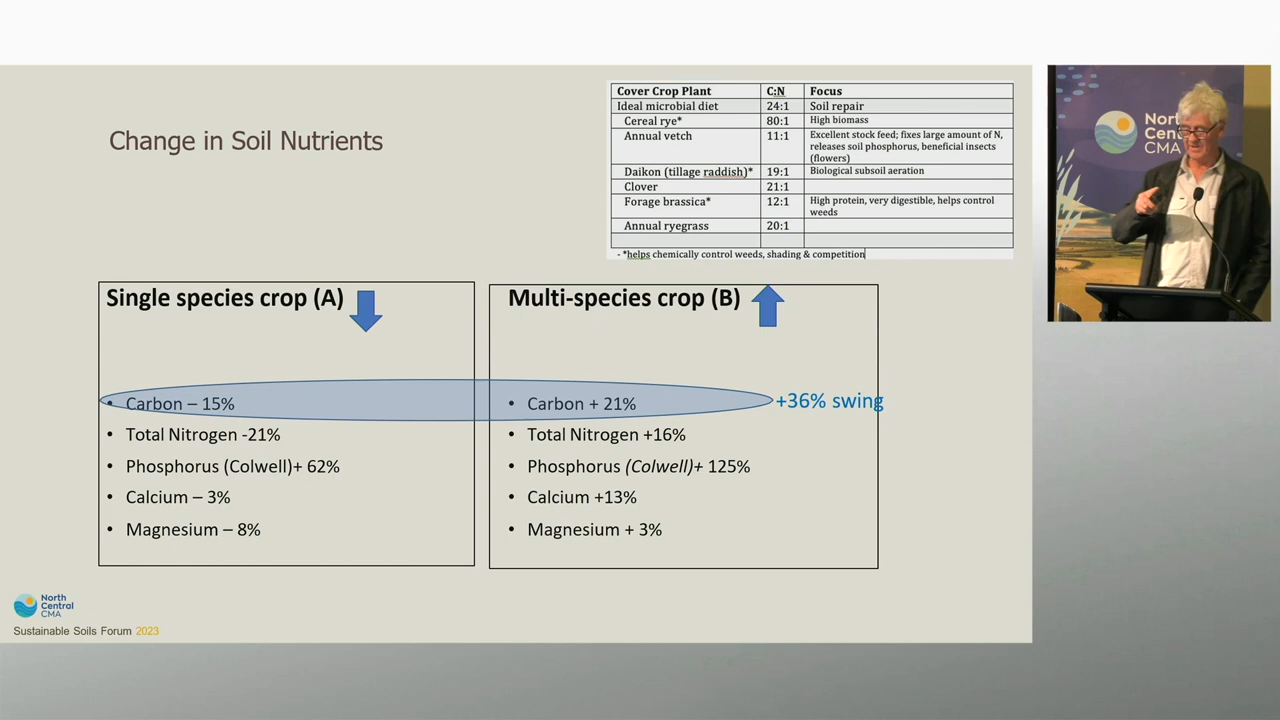 Change in Soil Nutrients
Cover Crop Plant C:N Focus
Ideal microbial diet 24:1 Soil repair
Cereal rye* 80:1 High biomass
Annual vetch 11:1 Excellent stock feed; fixes large amount of N,
releases soil phosphorus, beneficial insects
(flowers)
Daikon (tillage raddish)* 19:1 Biological subsoil aeration
Clover 21:1
Forage brassica* 12:1 High protein, very digestible, helps control
weeds
Annual ryegrass 20:1
- *helps chemically control weeds, shading & competition
Single species crop (A)
• Carbon – 15%
• Total Nitrogen -21%
• Phosphorus (Colwell)+ 62%
• Calcium – 3%
• Magnesium – 8%
Multi-species crop (B)
• Carbon + 21%
+36% swing
• Total Nitrogen +16%
• Phosphorus (Colwell)+ 125%
• Calcium +13%
• Magnesium + 3%
North
Central
CMA
Sustainable Soils Forum 2023
CMA